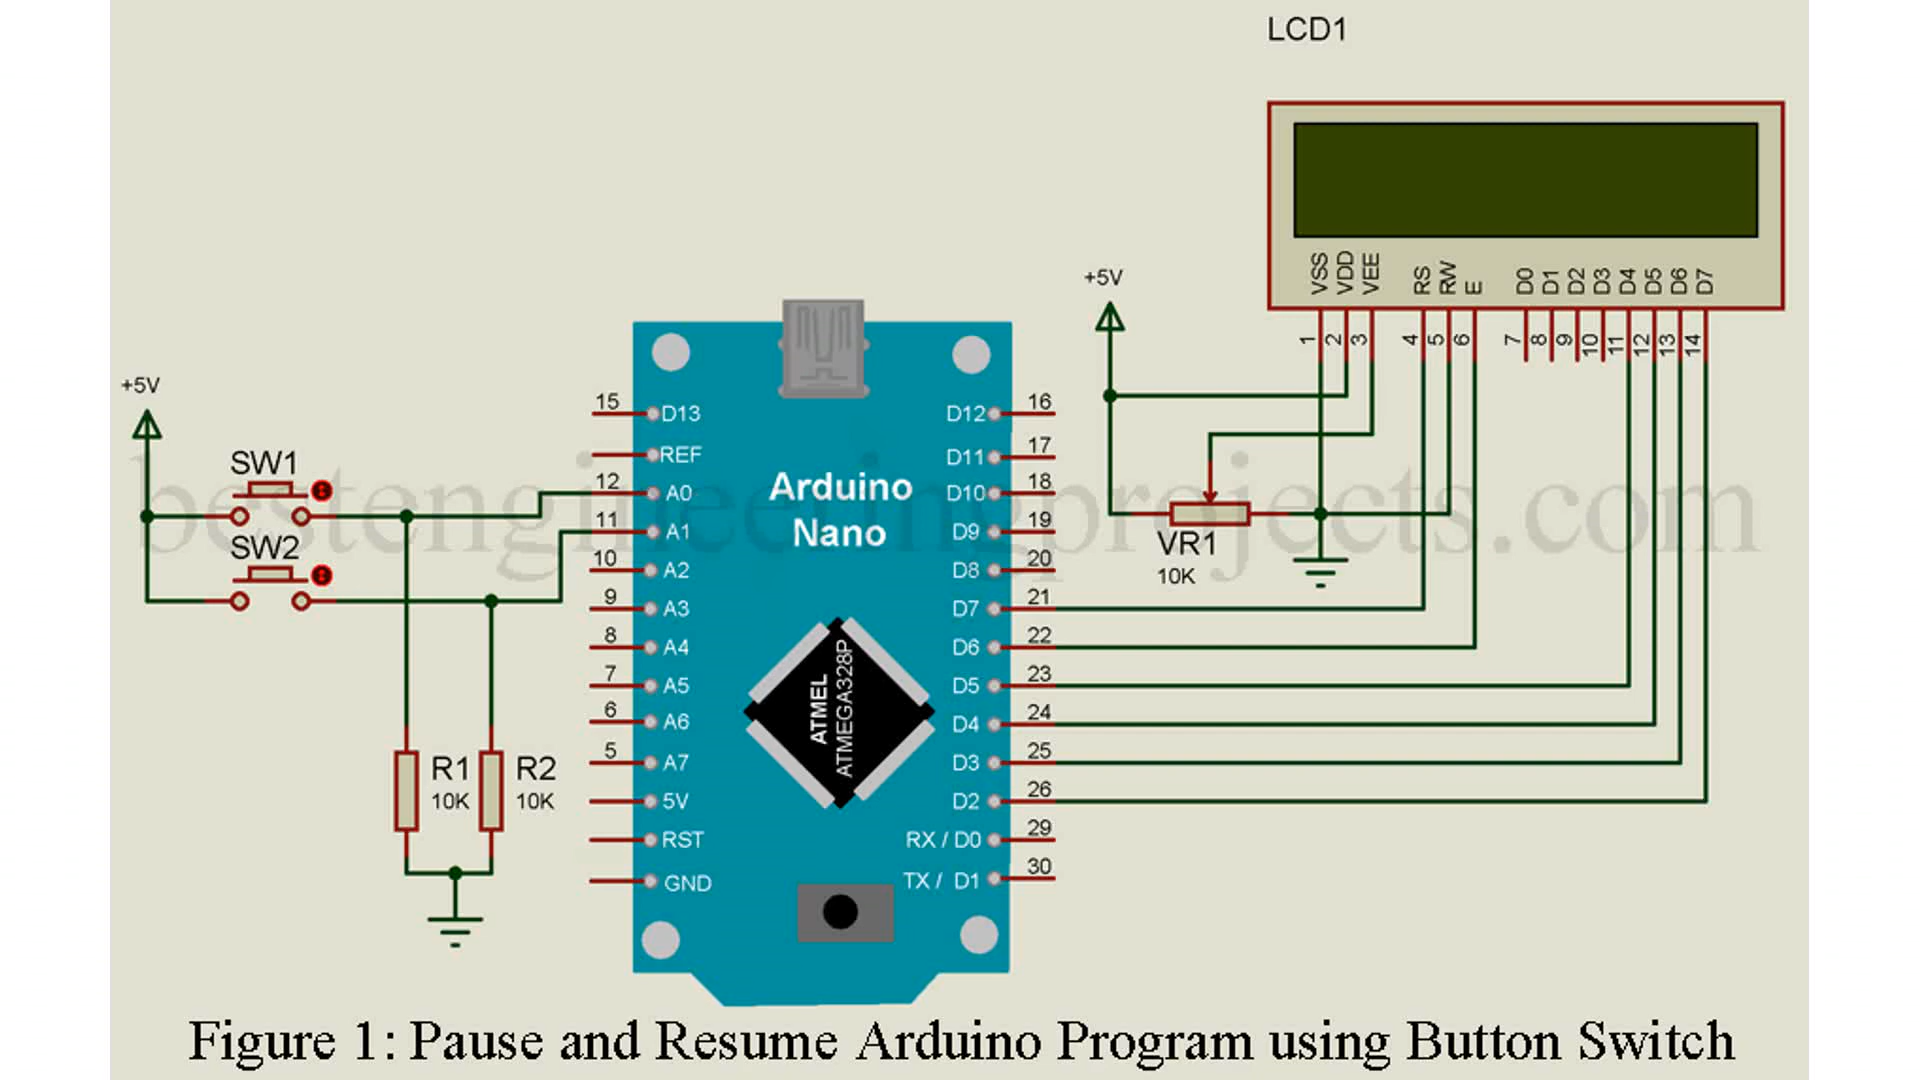 LCD1
VSS
VDD
VEE
RS
RW
E
D0
D1
D2
D3
D4
D5
D6
D7
1
2
3
4
5
6
7
8
9
10
11
12
13
14
+5V
+5V
SW1
SW2
15 D13
REF
12 A0
11 A1
10 A2
9 A3
8 A4
7 A5
6 A6
5 A7
5V
RST
GND
Arduino
Nano
ATMEL
ATMEGA328P
D12 16
D11 17
D10 18
D9 19
D8 20
D7 21
D6 22
D5 23
D4 24
D3 25
D2 26
RX / D0 29
TX / D1 30
VR1
10K
R1
10K
R2
10K
bestengineeringprojects.com
Figure 1: Pause and Resume Arduino Program using Button Switch